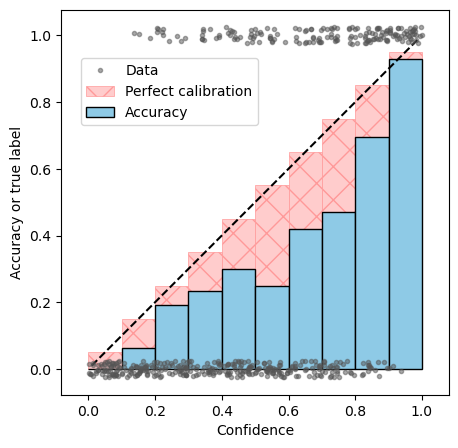 Data
Perfect calibration
Accuracy
Accuracy or true label
1.0
0.8
0.6
0.4
0.2
0.0
0.0 0.2 0.4 0.6 0.8 1.0
Confidence